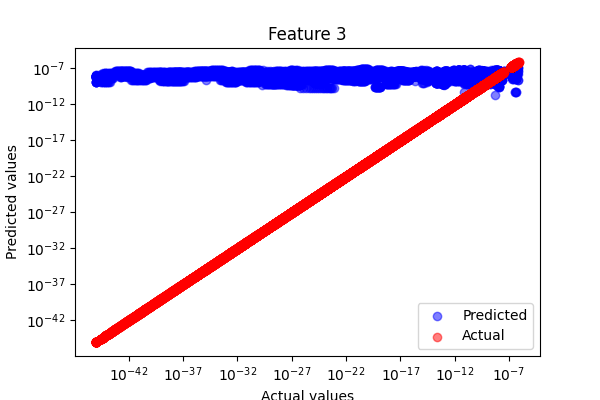 Feature 3
Predicted values
10⁻⁷
10⁻¹²
10⁻¹⁷
10⁻²²
10⁻²⁷
10⁻³²
10⁻³⁷
10⁻⁴²
Predicted
Actual
10⁻⁴² 10⁻³⁷ 10⁻³² 10⁻²⁷ 10⁻²² 10⁻¹⁷ 10⁻¹² 10⁻⁷
Actual values